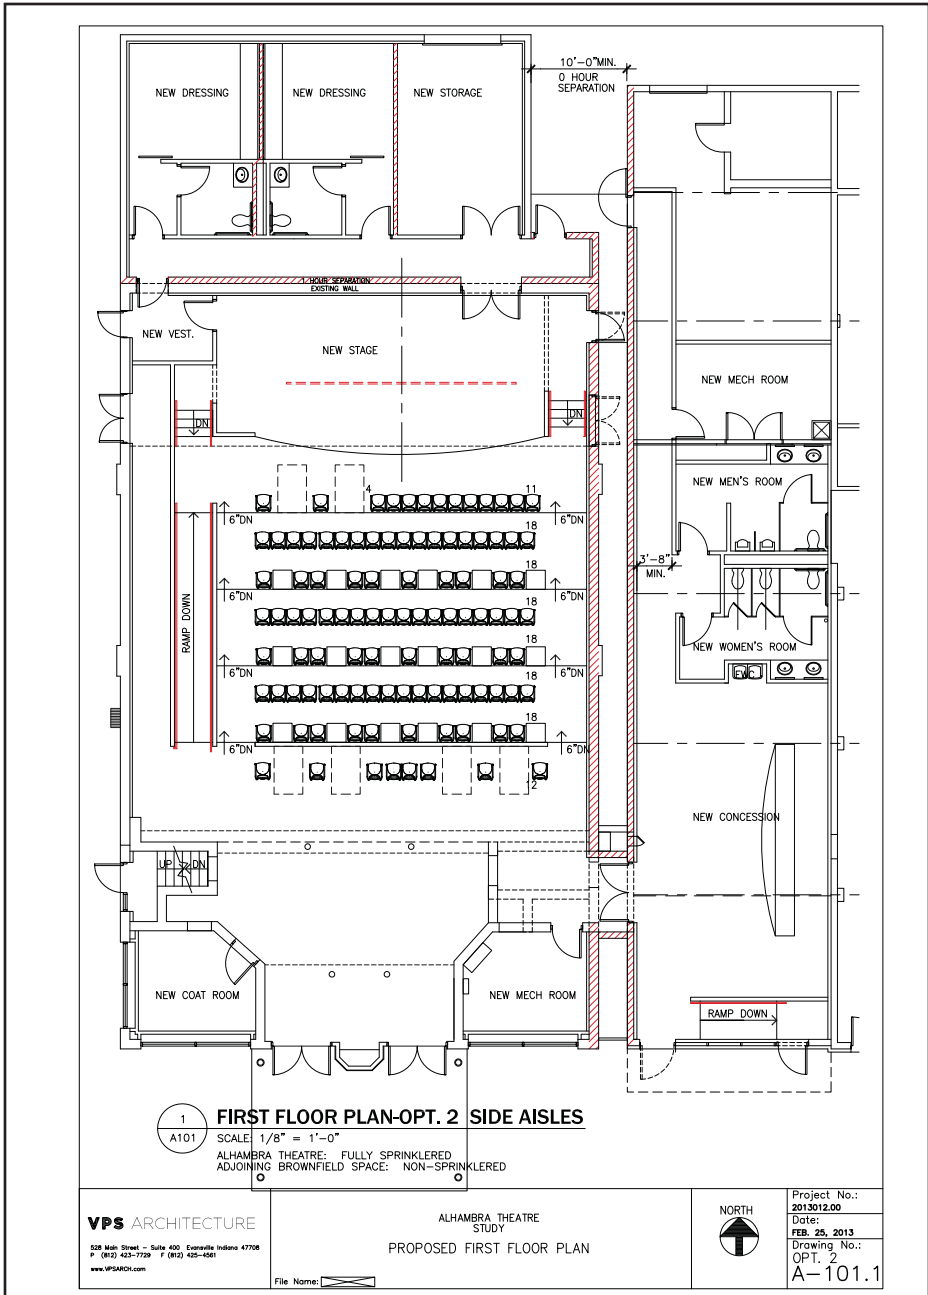 10'-0"MIN.
0 HOUR
SEPARATION
NEW DRESSING
NEW DRESSING
NEW STORAGE
1 HOUR SEPARATION
EXISTING WALL
NEW VEST.
NEW STAGE
NEW MECH ROOM
DN
DN
4
11
NEW MEN'S ROOM
6"DN
6"DN
18
3'-8"
MIN.
18
6"DN
6"DN
18
RAMP DOWN
18
NEW WOMEN'S ROOM
6"DN
6"DN
EWC
18
18
6"DN
6"DN
12
NEW CONCESSION
UP
DN
NEW COAT ROOM
NEW MECH ROOM
RAMP DOWN
1
A101
FIRST FLOOR PLAN-OPT. 2 SIDE AISLES
SCALE: 1/8" = 1'-0"
ALHAMBRA THEATRE: FULLY SPRINKLERED
ADJOINING BROWNFIELD SPACE: NON-SPRINKLERED
VPS ARCHITECTURE
528 Main Street – Suite 400 Evansville Indiana 47708
P (812) 423-7729 F (812) 425-4561
www.VPSARCH.com
ALHAMBRA THEATRE
STUDY
PROPOSED FIRST FLOOR PLAN
File Name:
NORTH
Project No.:
2013012.00
Date:
FEB. 25, 2013
Drawing No.:
OPT. 2
A-101.1